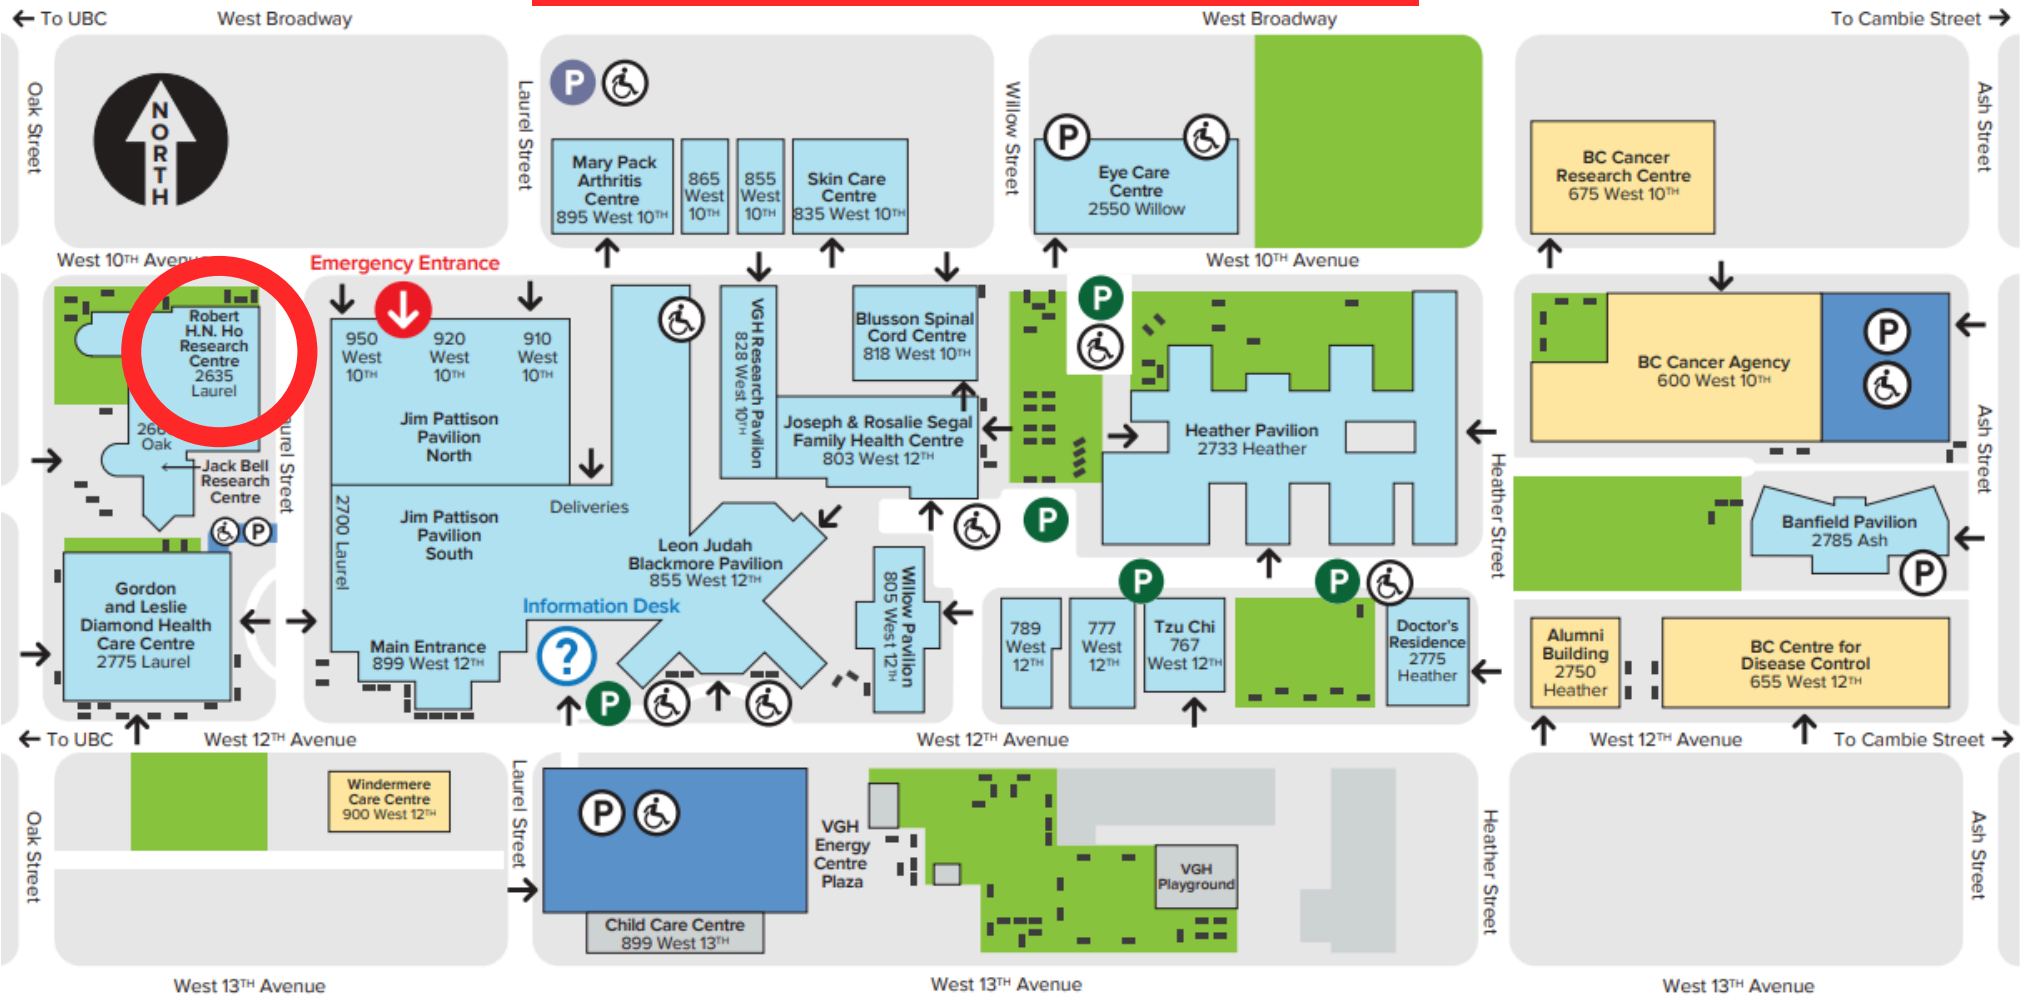 ← To UBC
West Broadway
West Broadway
To Cambie Street →
Oak Street
NORTH
Laurel Street
P
Willow Street
P
Ash Street
Mary Pack
Arthritis
Centre
895 West 10TH
865
West
10TH
855
West
10TH
Skin Care
Centre
835 West 10TH
Eye Care
Centre
2550 Willow
BC Cancer
Research Centre
675 West 10TH
West 10TH Avenue
Emergency Entrance
West 10TH Avenue
Robert
H.N. Ho
Research
Centre
2635
Laurel
950
West
10TH
920
West
10TH
910
West
10TH
Jim Pattison
Pavilion
North
VGH Research Pavilion
828 West 10TH
Blusson Spinal
Cord Centre
818 West 10TH
P
Joseph & Rosalie Segal
Family Health Centre
803 West 12TH
Heather Pavilion
2733 Heather
BC Cancer Agency
600 West 10TH
P
Ash Street
Oak
Jack Bell
Research
Centre
Street
P
2700 Laurel
Jim Pattison
Pavilion
South
Deliveries
Leon Judah
Blackmore Pavilion
855 West 12TH
P
Heather Street
Banfield Pavilion
2785 Ash
P
Gordon
and Leslie
Diamond Health
Care Centre
2775 Laurel
Information Desk
?
Main Entrance
899 West 12TH
P
Willow Pavilion
805 West 12TH
789
West
12TH
777
West
12TH
P
Tzu Chi
767
West 12TH
P
Doctor's
Residence
2775
Heather
Alumni
Building
2750
Heather
BC Centre for
Disease Control
655 West 12TH
← To UBC
West 12TH Avenue
West 12TH Avenue
West 12TH Avenue
To Cambie Street →
Oak Street
Windermere
Care Centre
900 West 12TH
Laurel Street
P
VGH
Energy
Centre
Plaza
VGH
Playground
Heather Street
Ash Street
Child Care Centre
899 West 13TH
West 13TH Avenue
West 13TH Avenue
West 13TH Avenue